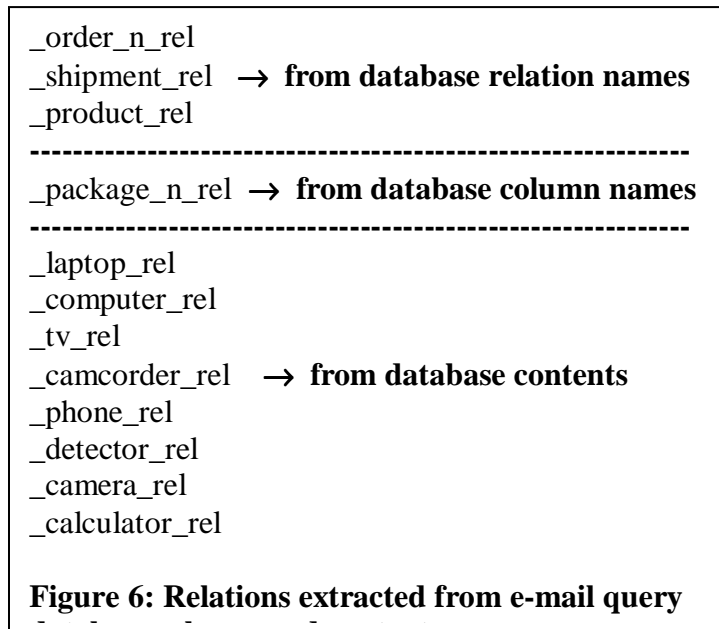 _order_n_rel
_shipment_rel → from database relation names
_product_rel
------------------------------------------------------------
_package_n_rel → from database column names
------------------------------------------------------------
_laptop_rel
_computer_rel
_tv_rel
_camcorder_rel → from database contents
_phone_rel
_detector_rel
_camera_rel
_calculator_rel
Figure 6: Relations extracted from e-mail query